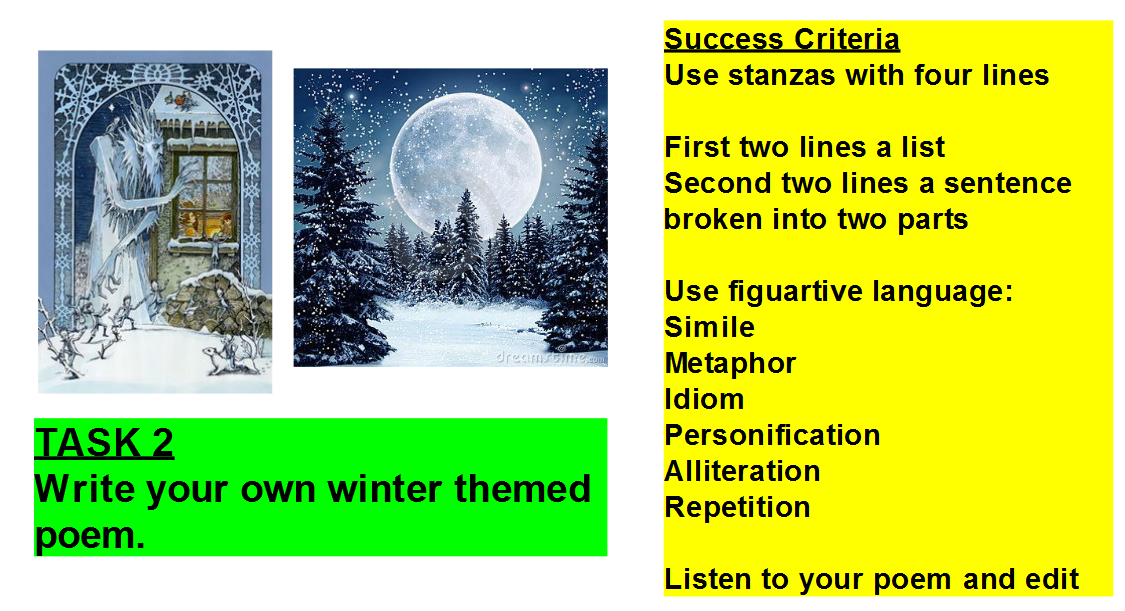 dreamstime.com
TASK 2
Write your own winter themed
poem.
Success Criteria
Use stanzas with four lines
First two lines a list
Second two lines a sentence
broken into two parts
Use figuartive language:
Simile
Metaphor
Idiom
Personification
Alliteration
Repetition
Listen to your poem and edit